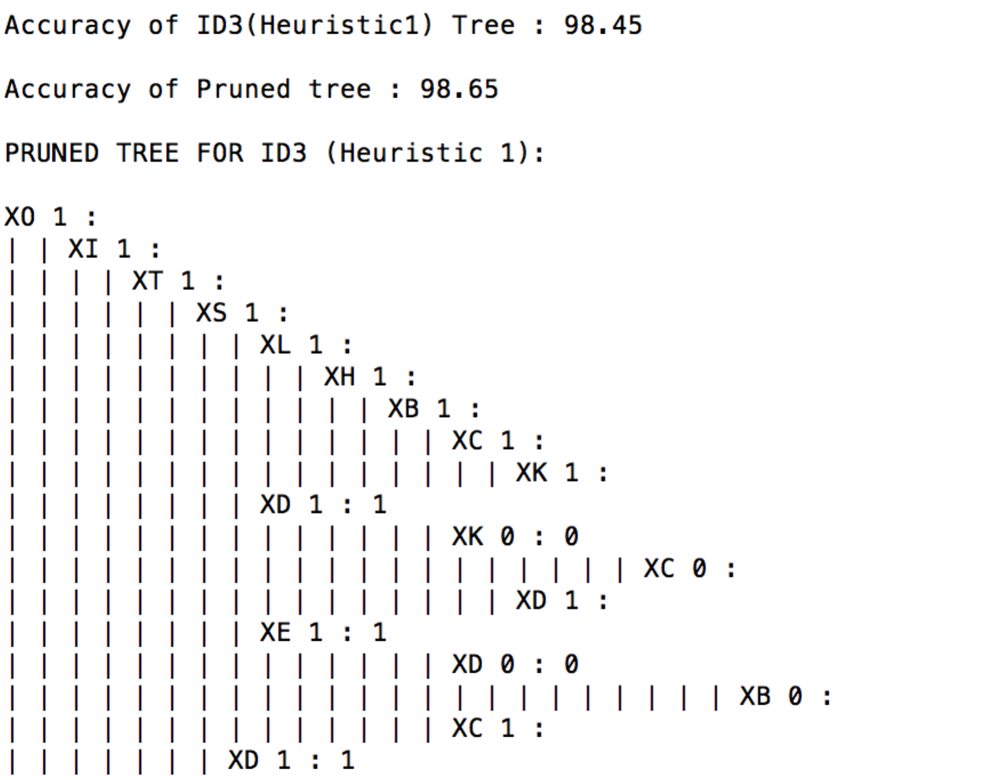 Accuracy of ID3(Heuristic1) Tree : 98.45
Accuracy of Pruned tree : 98.65
PRUNED TREE FOR ID3 (Heuristic 1):
XO 1 :
| | XI 1 :
| | | | XT 1 :
| | | | | | XS 1 :
| | | | | | | | XL 1 :
| | | | | | | | | | XH 1 :
| | | | | | | | | | | | XB 1 :
| | | | | | | | | | | | | | XC 1 :
| | | | | | | | | | | | | | | | XK 1 :
| | | | | | | | XD 1 : 1
| | | | | | | | | | | | | | XK 0 : 0
| | | | | | | | | | | | | | | | | | | | XC 0 :
| | | | | | | | | | | | | | | | XD 1 :
| | | | | | | | XE 1 : 1
| | | | | | | | | | | | | | XD 0 : 0
| | | | | | | | | | | | | | | | | | | | | | | XB 0 :
| | | | | | | | | | | | | | XC 1 :
| | | | | | | XD 1 : 1